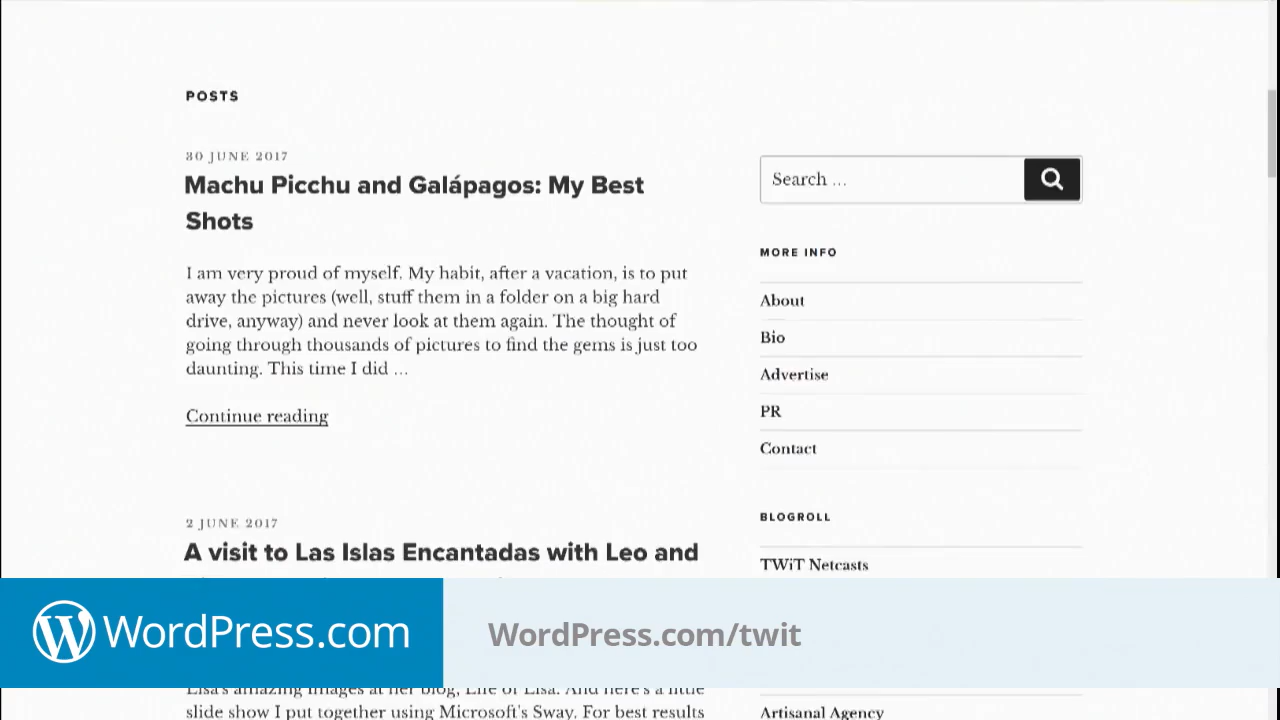 POSTS
30 JUNE 2017
Machu Picchu and Galápagos: My Best
Shots
I am very proud of myself. My habit, after a vacation, is to put
away the pictures (well, stuff them in a folder on a big hard
drive, anyway) and never look at them again. The thought of
going through thousands of pictures to find the gems is just too
daunting. This time I did …
Continue reading
2 JUNE 2017
A visit to Las Islas Encantadas with Leo and
Search …
MORE INFO
About
Bio
Advertise
PR
Contact
BLOGROLL
TWiT Netcasts
WordPress.com
WordPress.com/twit
Lisa's amazing images at her blog, Life of Lisa. And here's a little
slide show I put together using Microsoft's Sway. For best results
Artisanal Agency